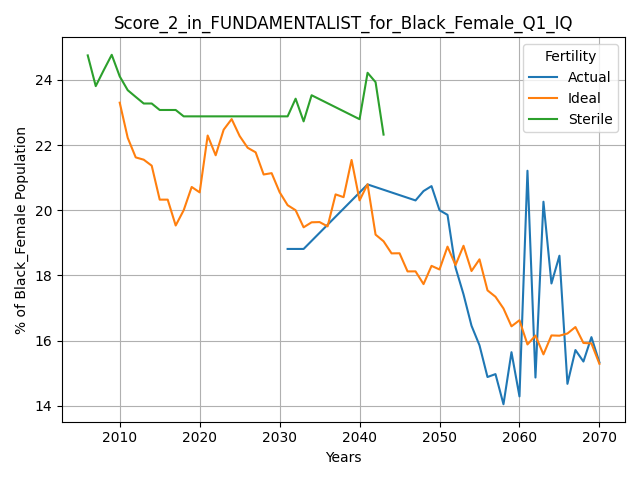 Score_2_in_FUNDAMENTALIST_for_Black_Female_Q1_IQ
Fertility
Actual
Ideal
Sterile
% of Black_Female Population
24
22
20
18
16
14
2010 2020 2030 2040 2050 2060 2070
Years